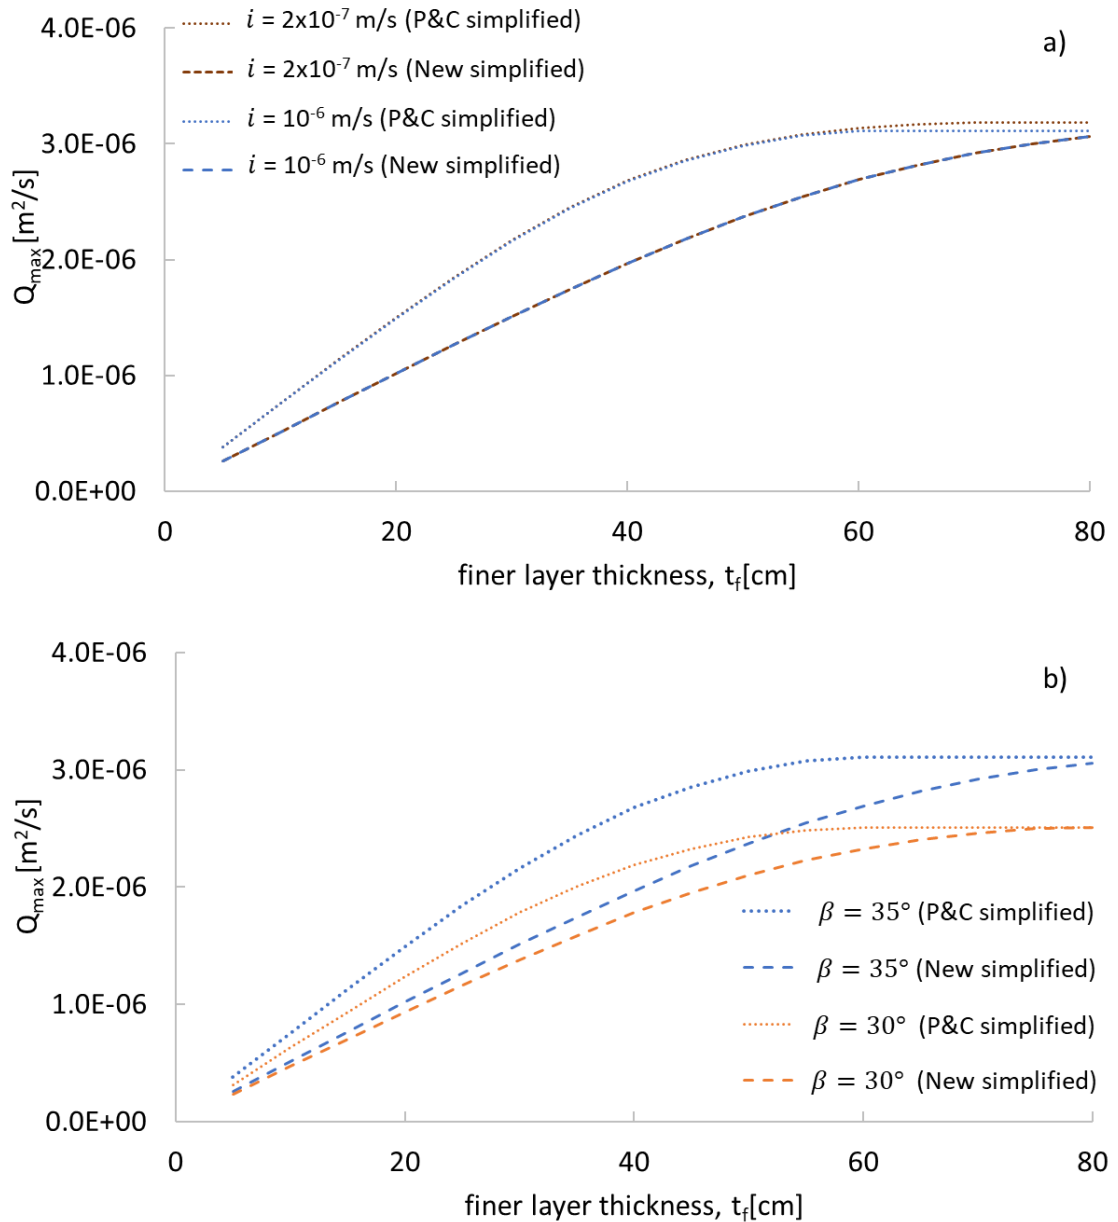 4.0E-06
3.0E-06
2.0E-06
1.0E-06
0.0E+00
Qmax [m²/s]
i = 2x10⁻⁷ m/s (P&C simplified)
i = 2x10⁻⁷ m/s (New simplified)
i = 10⁻⁶ m/s (P&C simplified)
i = 10⁻⁶ m/s (New simplified)
a)
0 20 40 60 80
finer layer thickness, tf[cm]
4.0E-06
3.0E-06
2.0E-06
1.0E-06
0.0E+00
Qmax [m²/s]
b)
β = 35° (P&C simplified)
β = 35° (New simplified)
β = 30° (P&C simplified)
β = 30° (New simplified)
0 20 40 60 80
finer layer thickness, tf[cm]